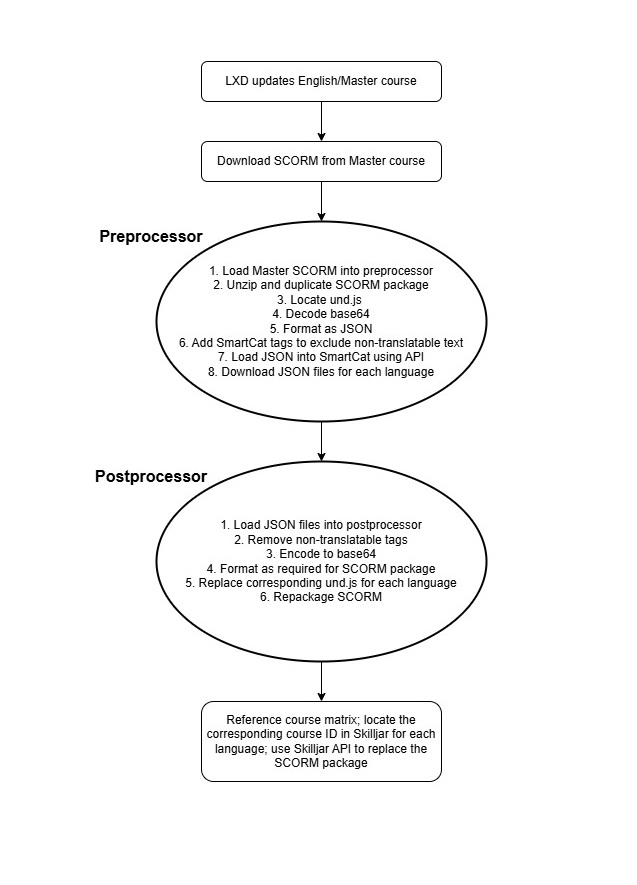 LXD updates English/Master course
Download SCORM from Master course
Preprocessor
1. Load Master SCORM into preprocessor
2. Unzip and duplicate SCORM package
3. Locate und.js
4. Decode base64
5. Format as JSON
6. Add SmartCat tags to exclude non-translatable text
7. Load JSON into SmartCat using API
8. Download JSON files for each language
Postprocessor
1. Load JSON files into postprocessor
2. Remove non-translatable tags
3. Encode to base64
4. Format as required for SCORM package
5. Replace corresponding und.js for each language
6. Repackage SCORM
Reference course matrix; locate the
corresponding course ID in Skilljar for each
language; use Skilljar API to replace the
SCORM package